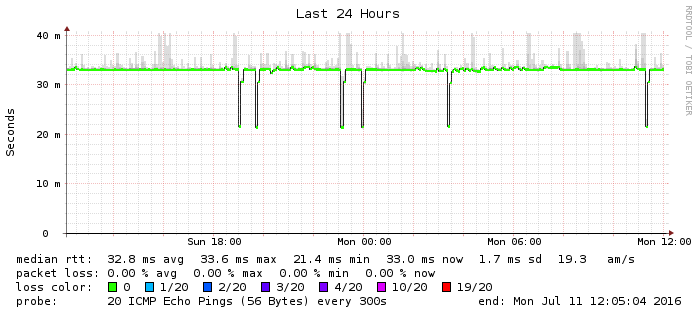 Last 24 Hours
RRDTOOL / TOBI OETIKER
Seconds
40 m
30 m
20 m
10 m
0
Sun 18:00 Mon 00:00 Mon 06:00 Mon 12:00
median rtt: 32.8 ms avg 33.6 ms max 21.4 ms min 33.0 ms now 1.7 ms sd 19.3 am/s
packet loss: 0.00 % avg 0.00 % max 0.00 % min 0.00 % now
loss color: 0 1/20 2/20 3/20 4/20 10/20 19/20
probe: 20 ICMP Echo Pings (56 Bytes) every 300s end: Mon Jul 11 12:05:04 2016